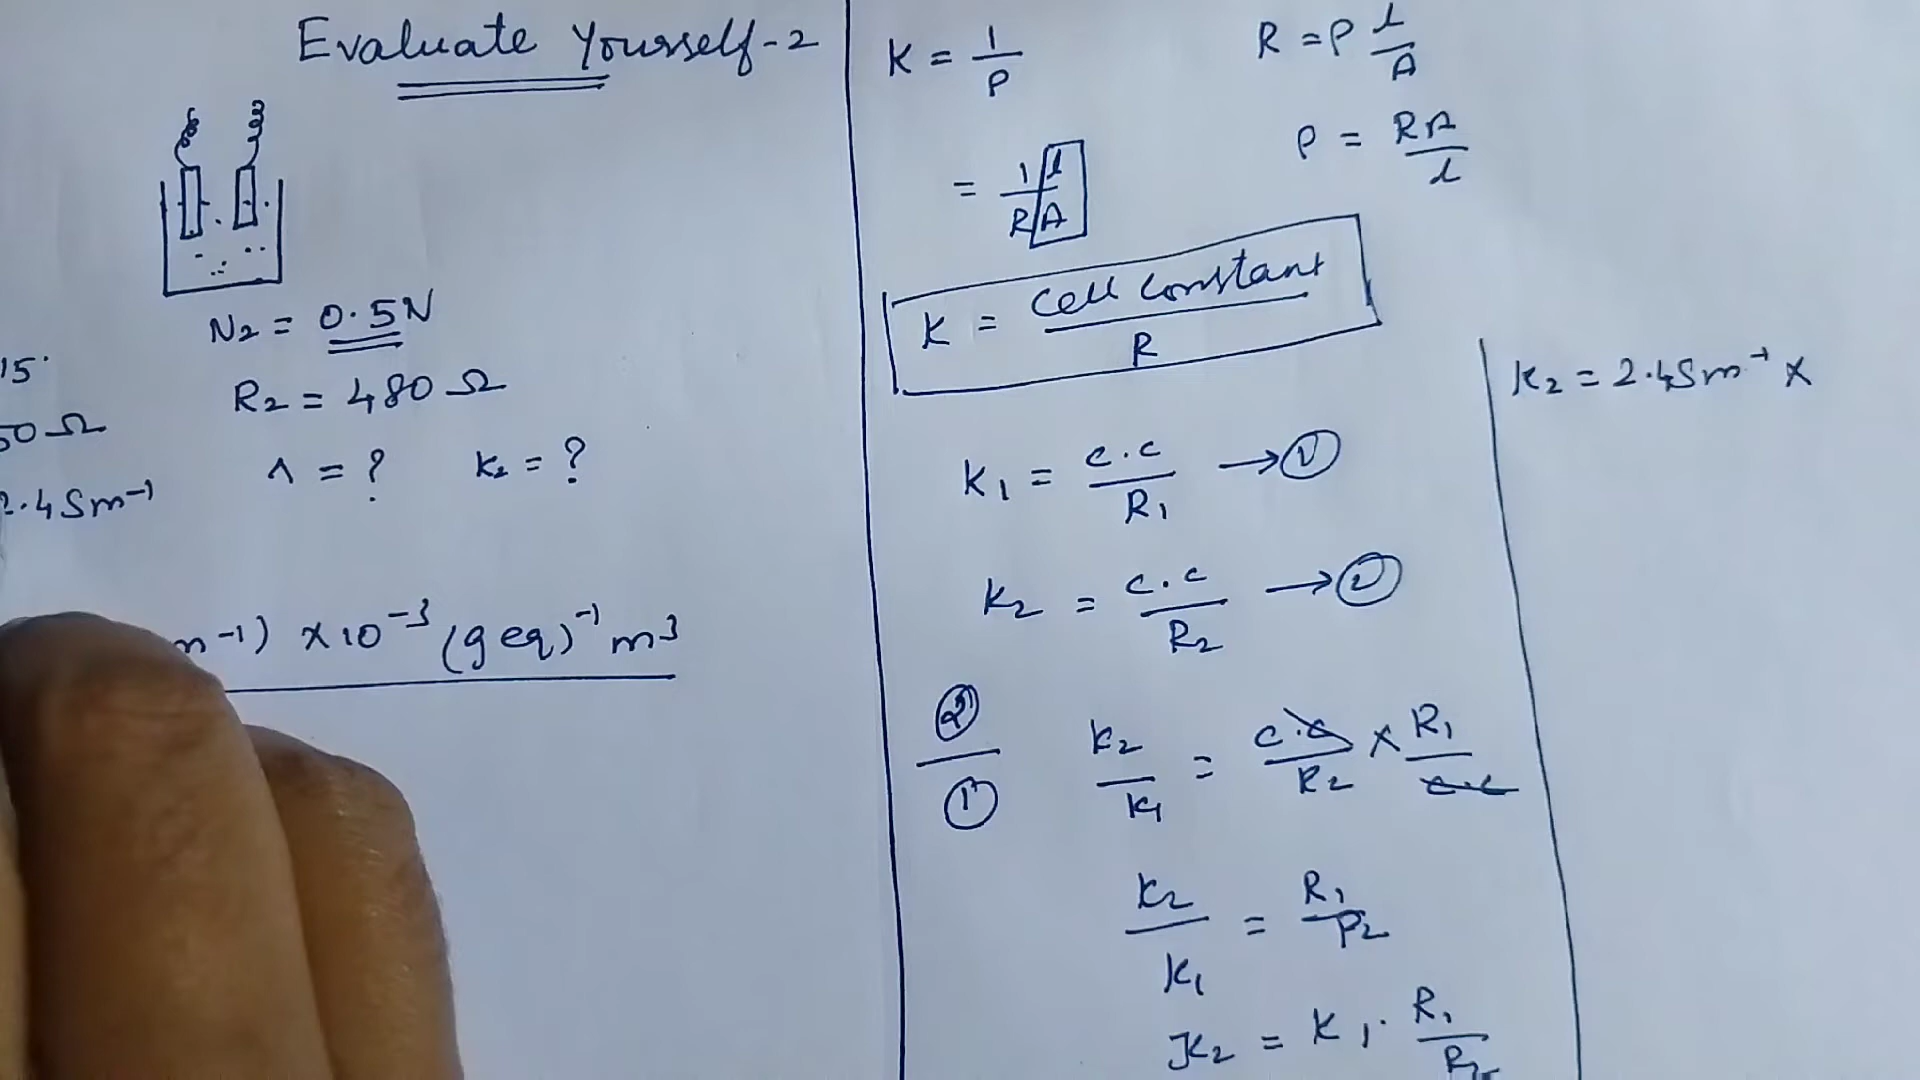 Evaluate Yourself-2
N2 = 0.5N
15.
R2 = 480 Ω
50 Ω
Λ = ? K2 = ?
2.4 Sm⁻¹
m⁻¹) ×10⁻³ (g eq)⁻¹ m³
K = 1/ρ
R = ρ l/A
ρ = RA/l
= 1/R l/A
K = Cell Constant/R
K1 = c.c/R1 → ①
K2 = c.c/R2 → ②
②/① K2/K1 = c.c/R2 × R1/c.c
K2/K1 = R1/R2
K2 = K1 . R1/R2
K2 = 2.4 Sm⁻¹ ×